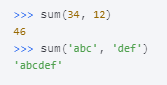 >>> sum(34, 12)
46
>>> sum('abc', 'def')
'abcdef'